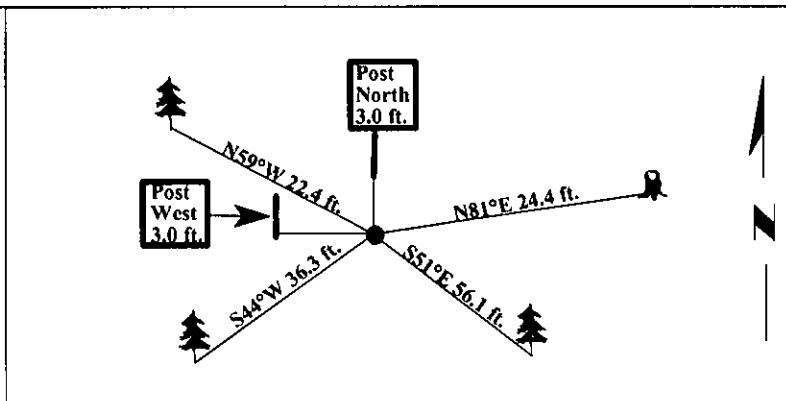 Post
North
3.0 ft.
N59°W 22.4 ft.
N81°E 24.4 ft.
Post
West
3.0 ft.
S44°W 36.3 ft.
S51°E 56.1 ft.
N